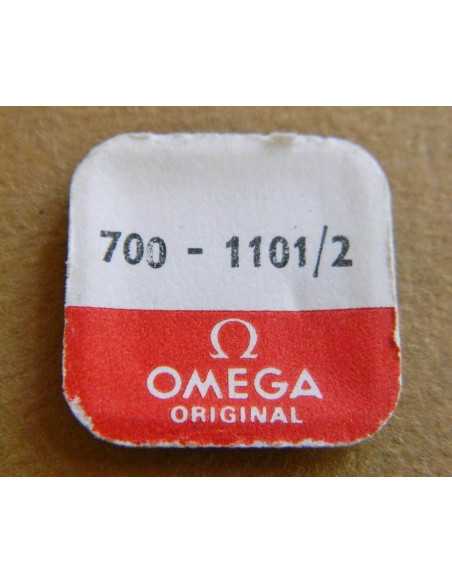 700 - 1101/2
Ω
OMEGA
ORIGINAL